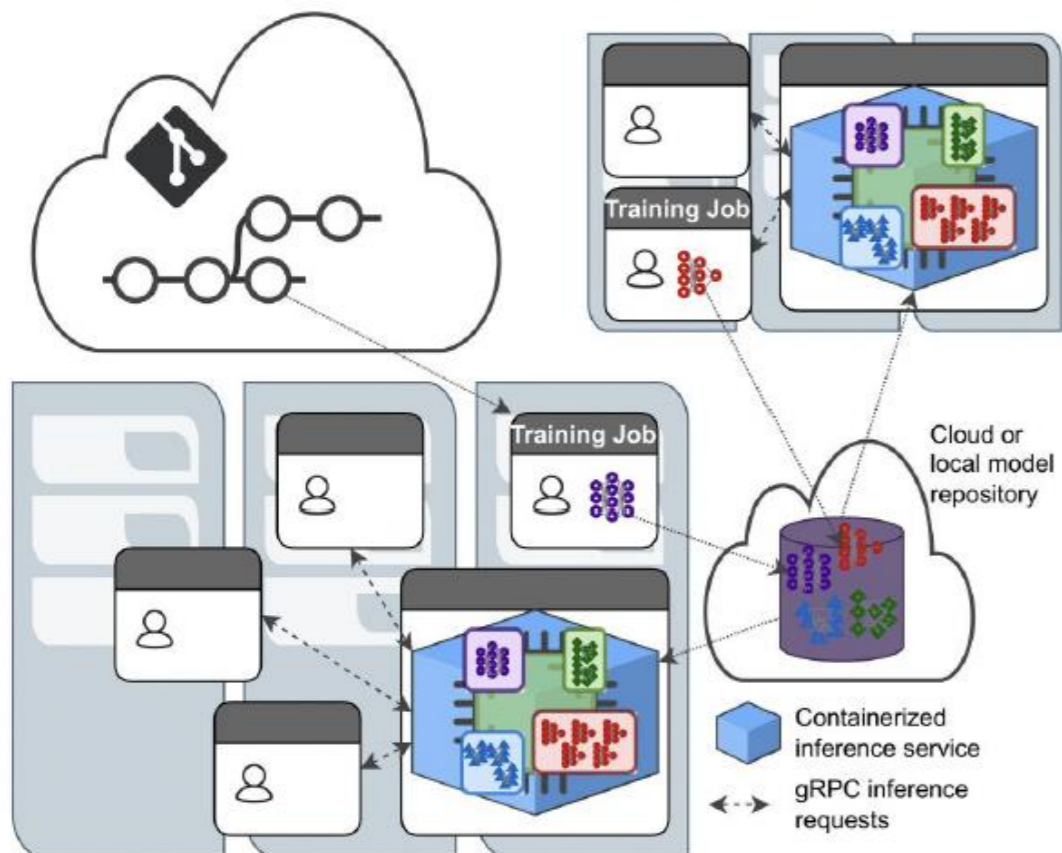 Training Job
Training Job
Cloud or
local model
repository
Containerized
inference service
gRPC inference
requests